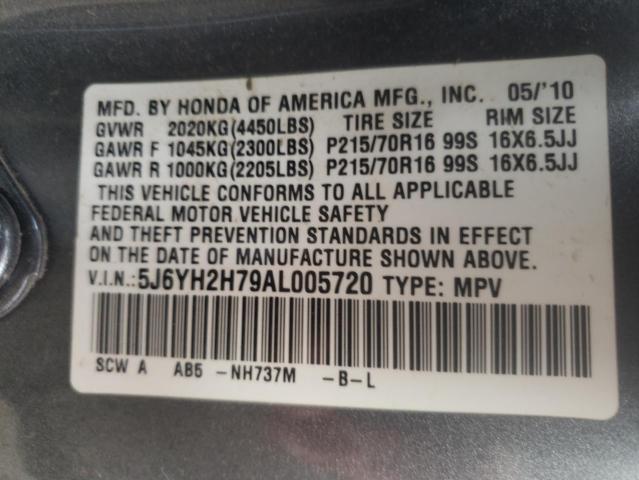 MFD. BY HONDA OF AMERICA MFG., INC. 05/'10
GVWR 2020KG(4450LBS) TIRE SIZE RIM SIZE
GAWR F 1045KG(2300LBS) P215/70R16 99S 16X6.5JJ
GAWR R 1000KG(2205LBS) P215/70R16 99S 16X6.5JJ
THIS VEHICLE CONFORMS TO ALL APPLICABLE
FEDERAL MOTOR VEHICLE SAFETY
AND THEFT PREVENTION STANDARDS IN EFFECT
ON THE DATE OF MANUFACTURE SHOWN ABOVE.
V.I.N.:5J6YH2H79AL005720 TYPE: MPV
SCW A AB5 -NH737M -B-L